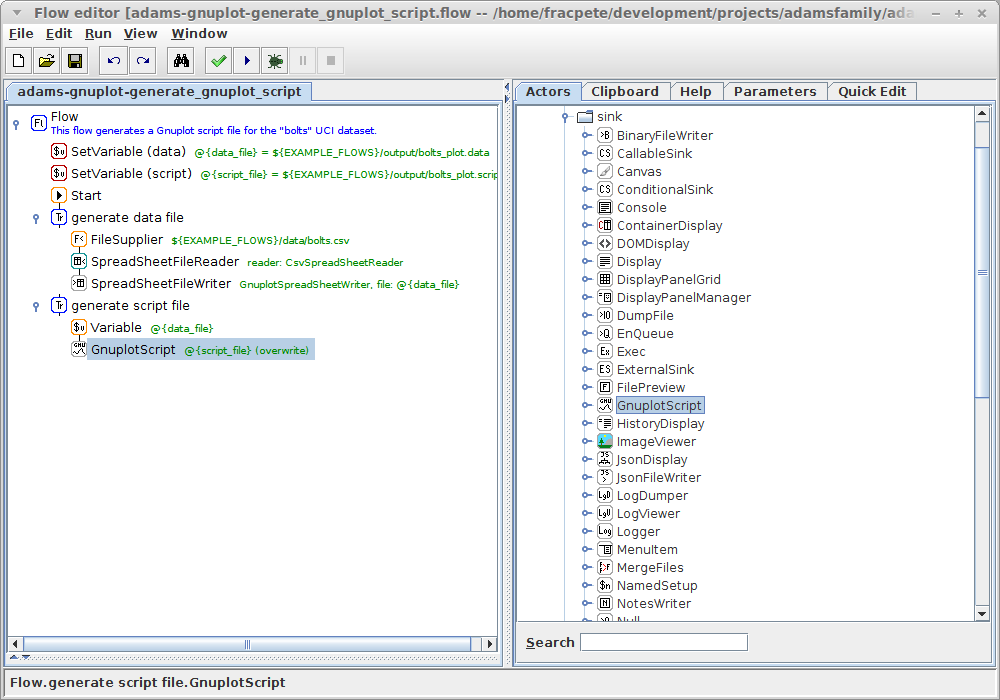 Flow editor [adams-gnuplot-generate_gnuplot_script.flow -- /home/fracpete/development/projects/adamsfamily/ada
File Edit Run View Window
adams-gnuplot-generate_gnuplot_script
Flow
This flow generates a Gnuplot script file for the "bolts" UCI dataset.
SetVariable (data) @{data_file} = ${EXAMPLE_FLOWS}/output/bolts_plot.data
SetVariable (script) @{script_file} = ${EXAMPLE_FLOWS}/output/bolts_plot.scrip
Start
generate data file
FileSupplier ${EXAMPLE_FLOWS}/data/bolts.csv
SpreadSheetFileReader reader: CsvSpreadSheetReader
SpreadSheetFileWriter GnuplotSpreadSheetWriter, file: @{data_file}
generate script file
Variable @{data_file}
GnuplotScript @{script_file} (overwrite)
Actors Clipboard Help Parameters Quick Edit
sink
BinaryFileWriter
CallableSink
Canvas
ConditionalSink
Console
ContainerDisplay
DOMDisplay
Display
DisplayPanelGrid
DisplayPanelManager
DumpFile
EnQueue
Exec
ExternalSink
FilePreview
GnuplotScript
HistoryDisplay
ImageViewer
JsonDisplay
JsonFileWriter
LogDumper
LogViewer
Logger
MenuItem
MergeFiles
NamedSetup
NotesWriter
Null
Search
Flow.generate script file.GnuplotScript